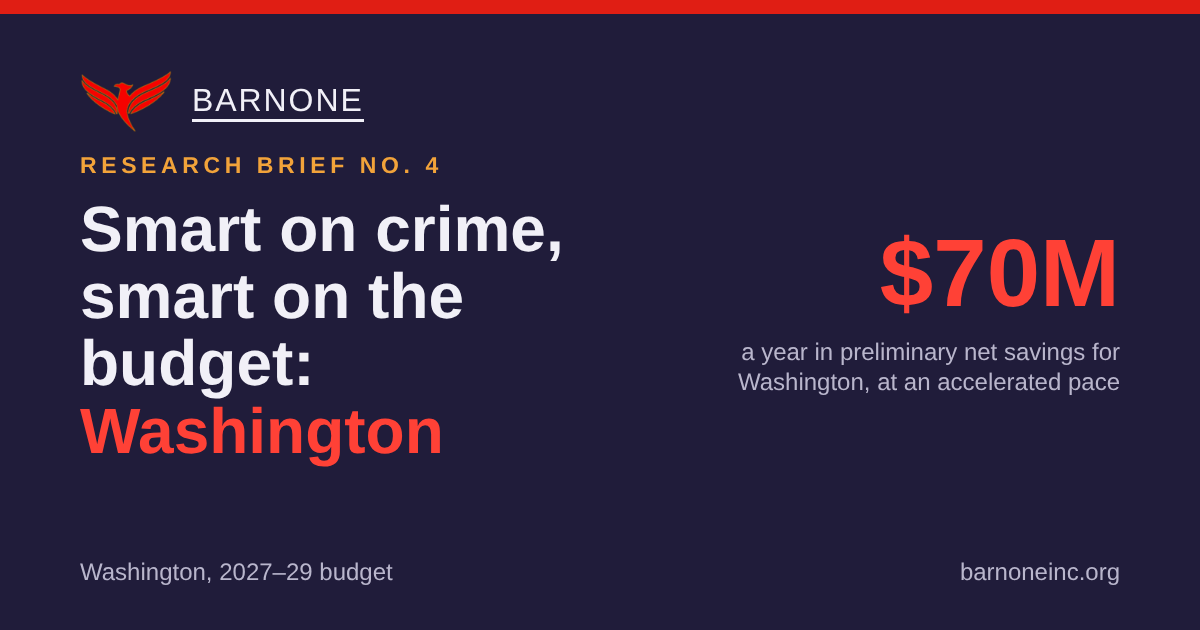 BARNONE
RESEARCH BRIEF NO. 4
Smart on crime,
smart on the
budget:
Washington
$70M
a year in preliminary net savings for
Washington, at an accelerated pace
Washington, 2027–29 budget
barnoneinc.org